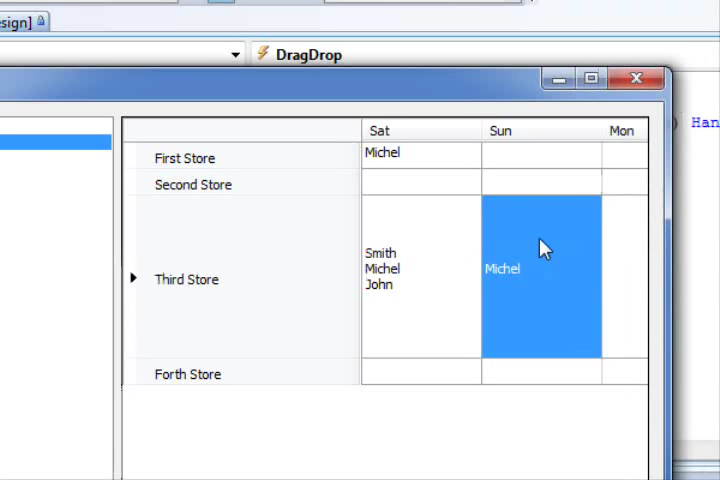 esign]
DragDrop
) Han
Sat Sun Mon
First Store Michel
Second Store
Smith
Michel
John
Third Store
Michel
Forth Store